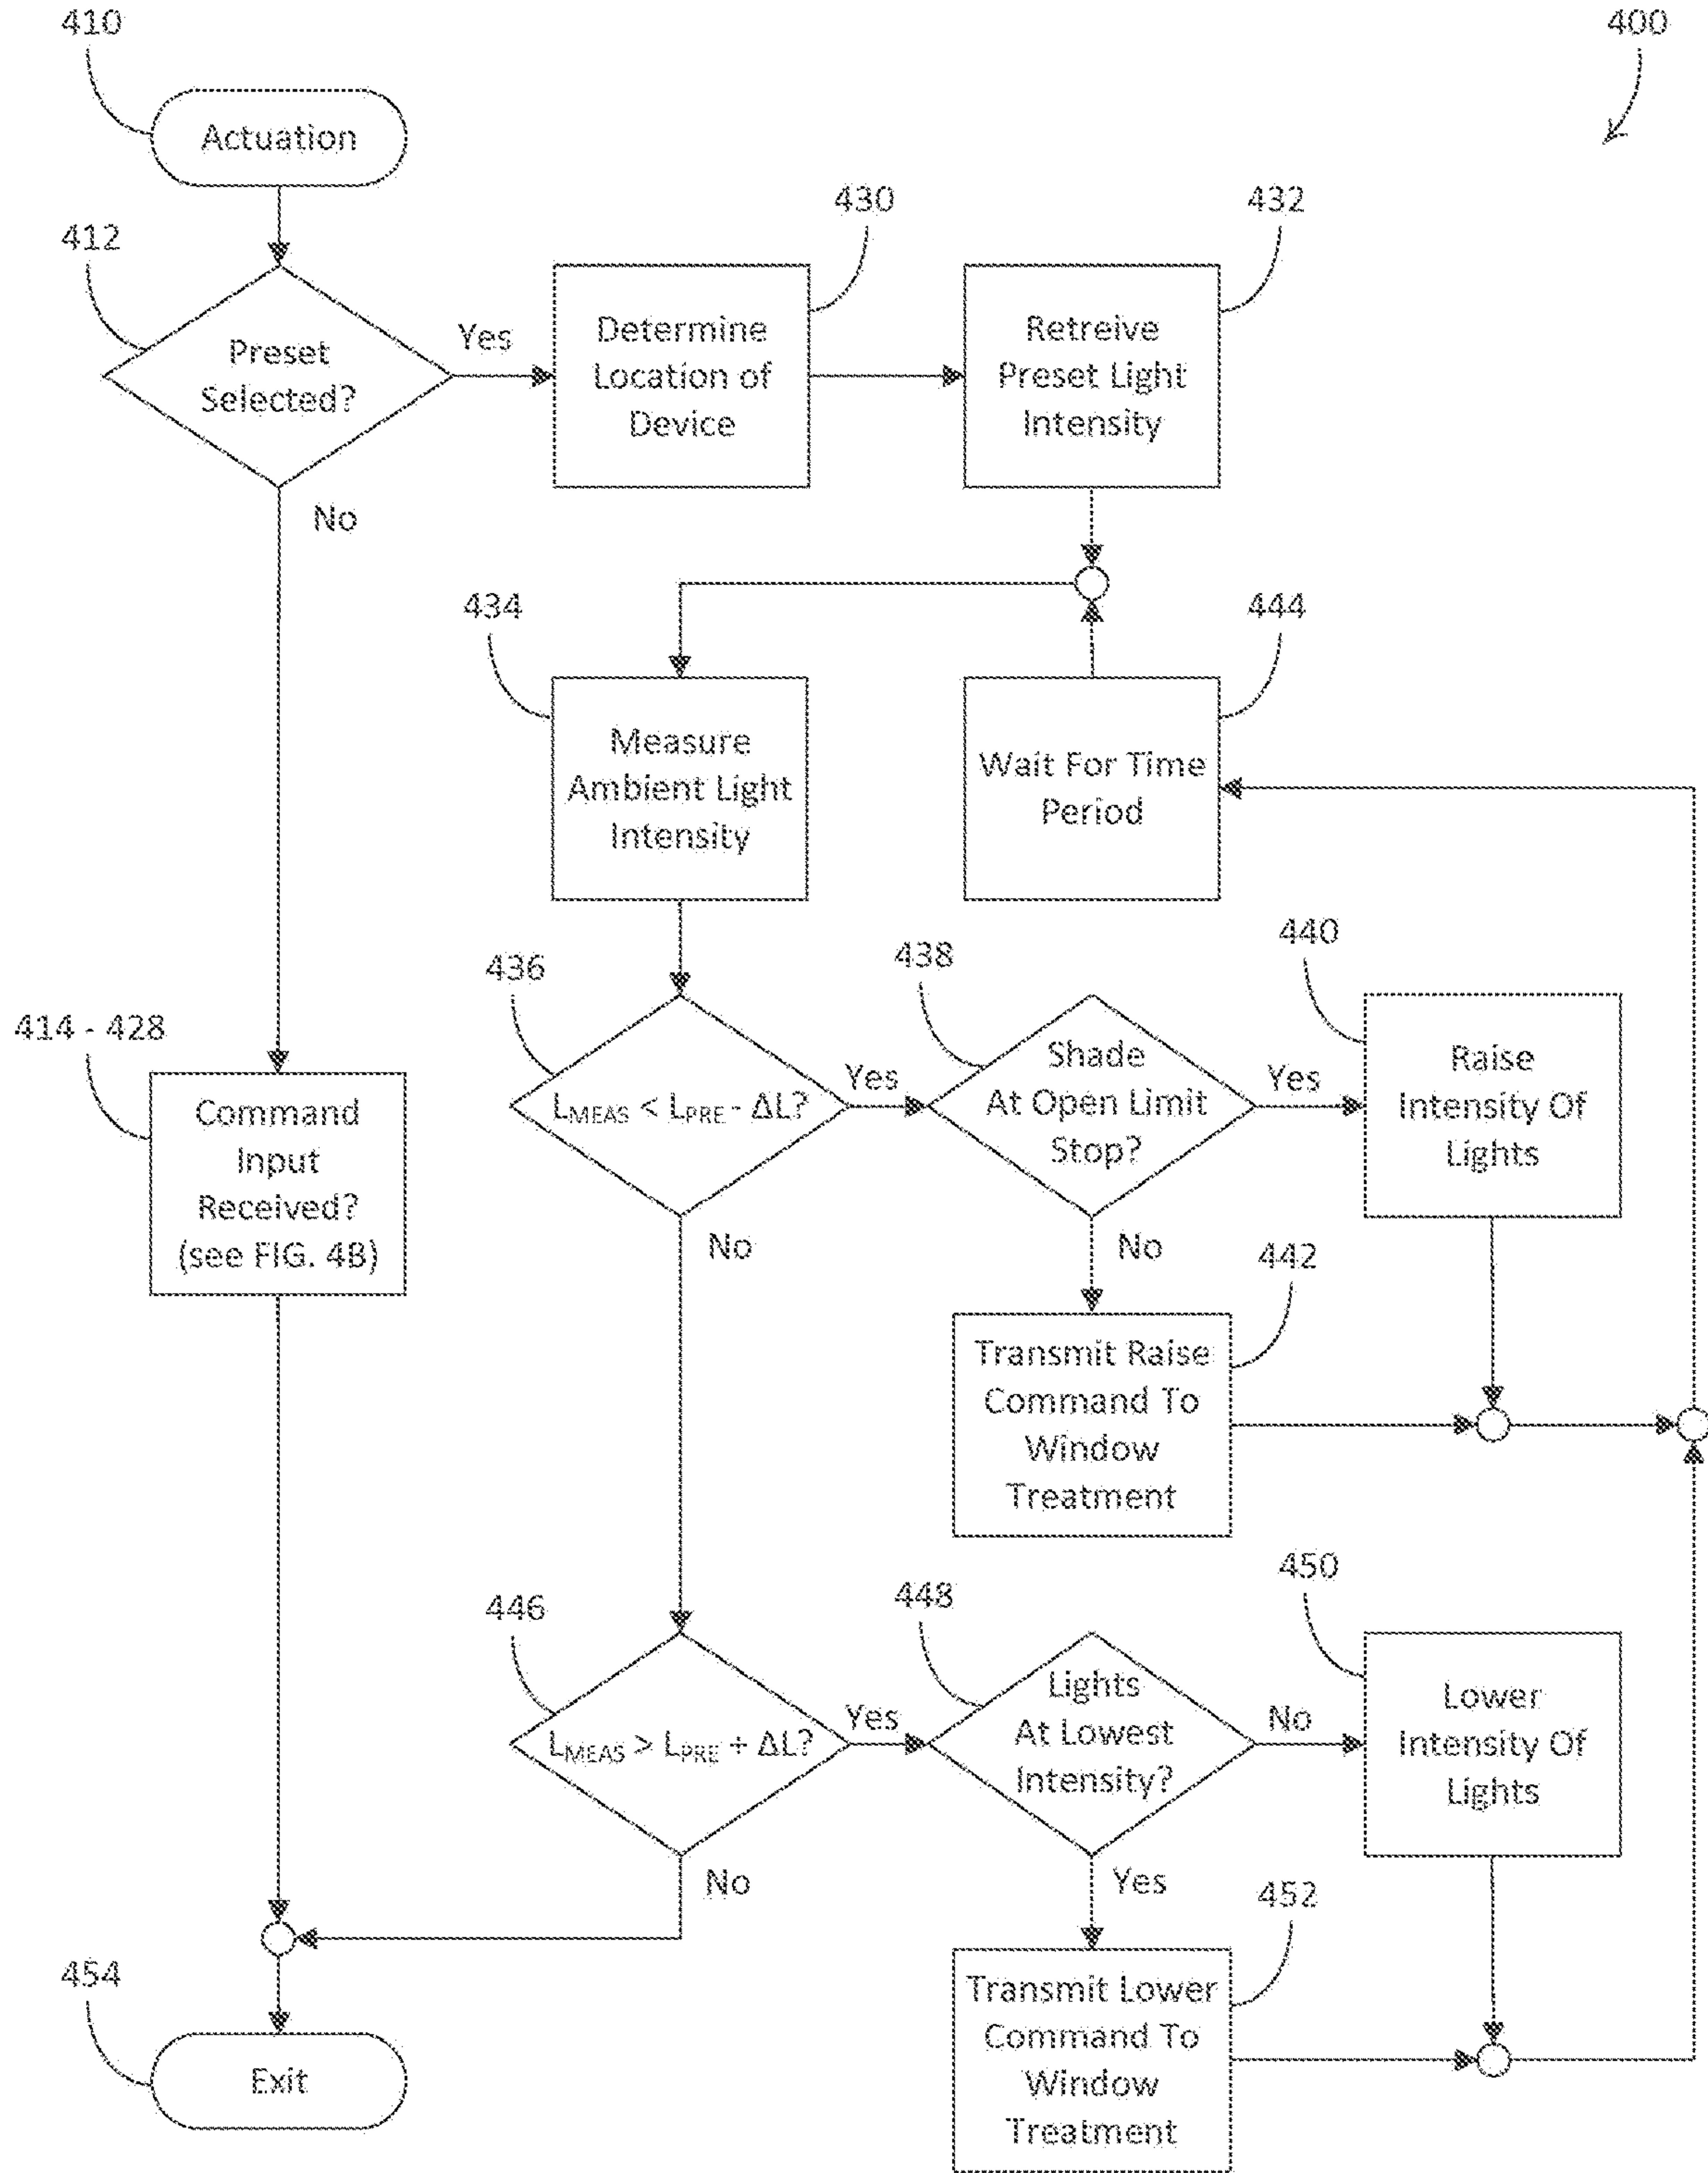 410
400
Actuation
430
432
412
Preset
Selected?
Yes
Determine
Location of
Device
Retreive
Preset Light
Intensity
No
434
444
Measure
Ambient Light
Intensity
Wait For Time
Period
436
438
440
414 - 428
Command
Input
Received?
(see FIG. 4B)
LMEAS < LPRE - ΔL?
Yes
Shade
At Open Limit
Stop?
Yes
Raise
Intensity Of
Lights
No
No
442
Transmit Raise
Command To
Window
Treatment
446
448
450
LMEAS > LPRE + ΔL?
Yes
Lights
At Lowest
Intensity?
No
Lower
Intensity Of
Lights
No
Yes
452
454
Transmit Lower
Command To
Window
Treatment
Exit